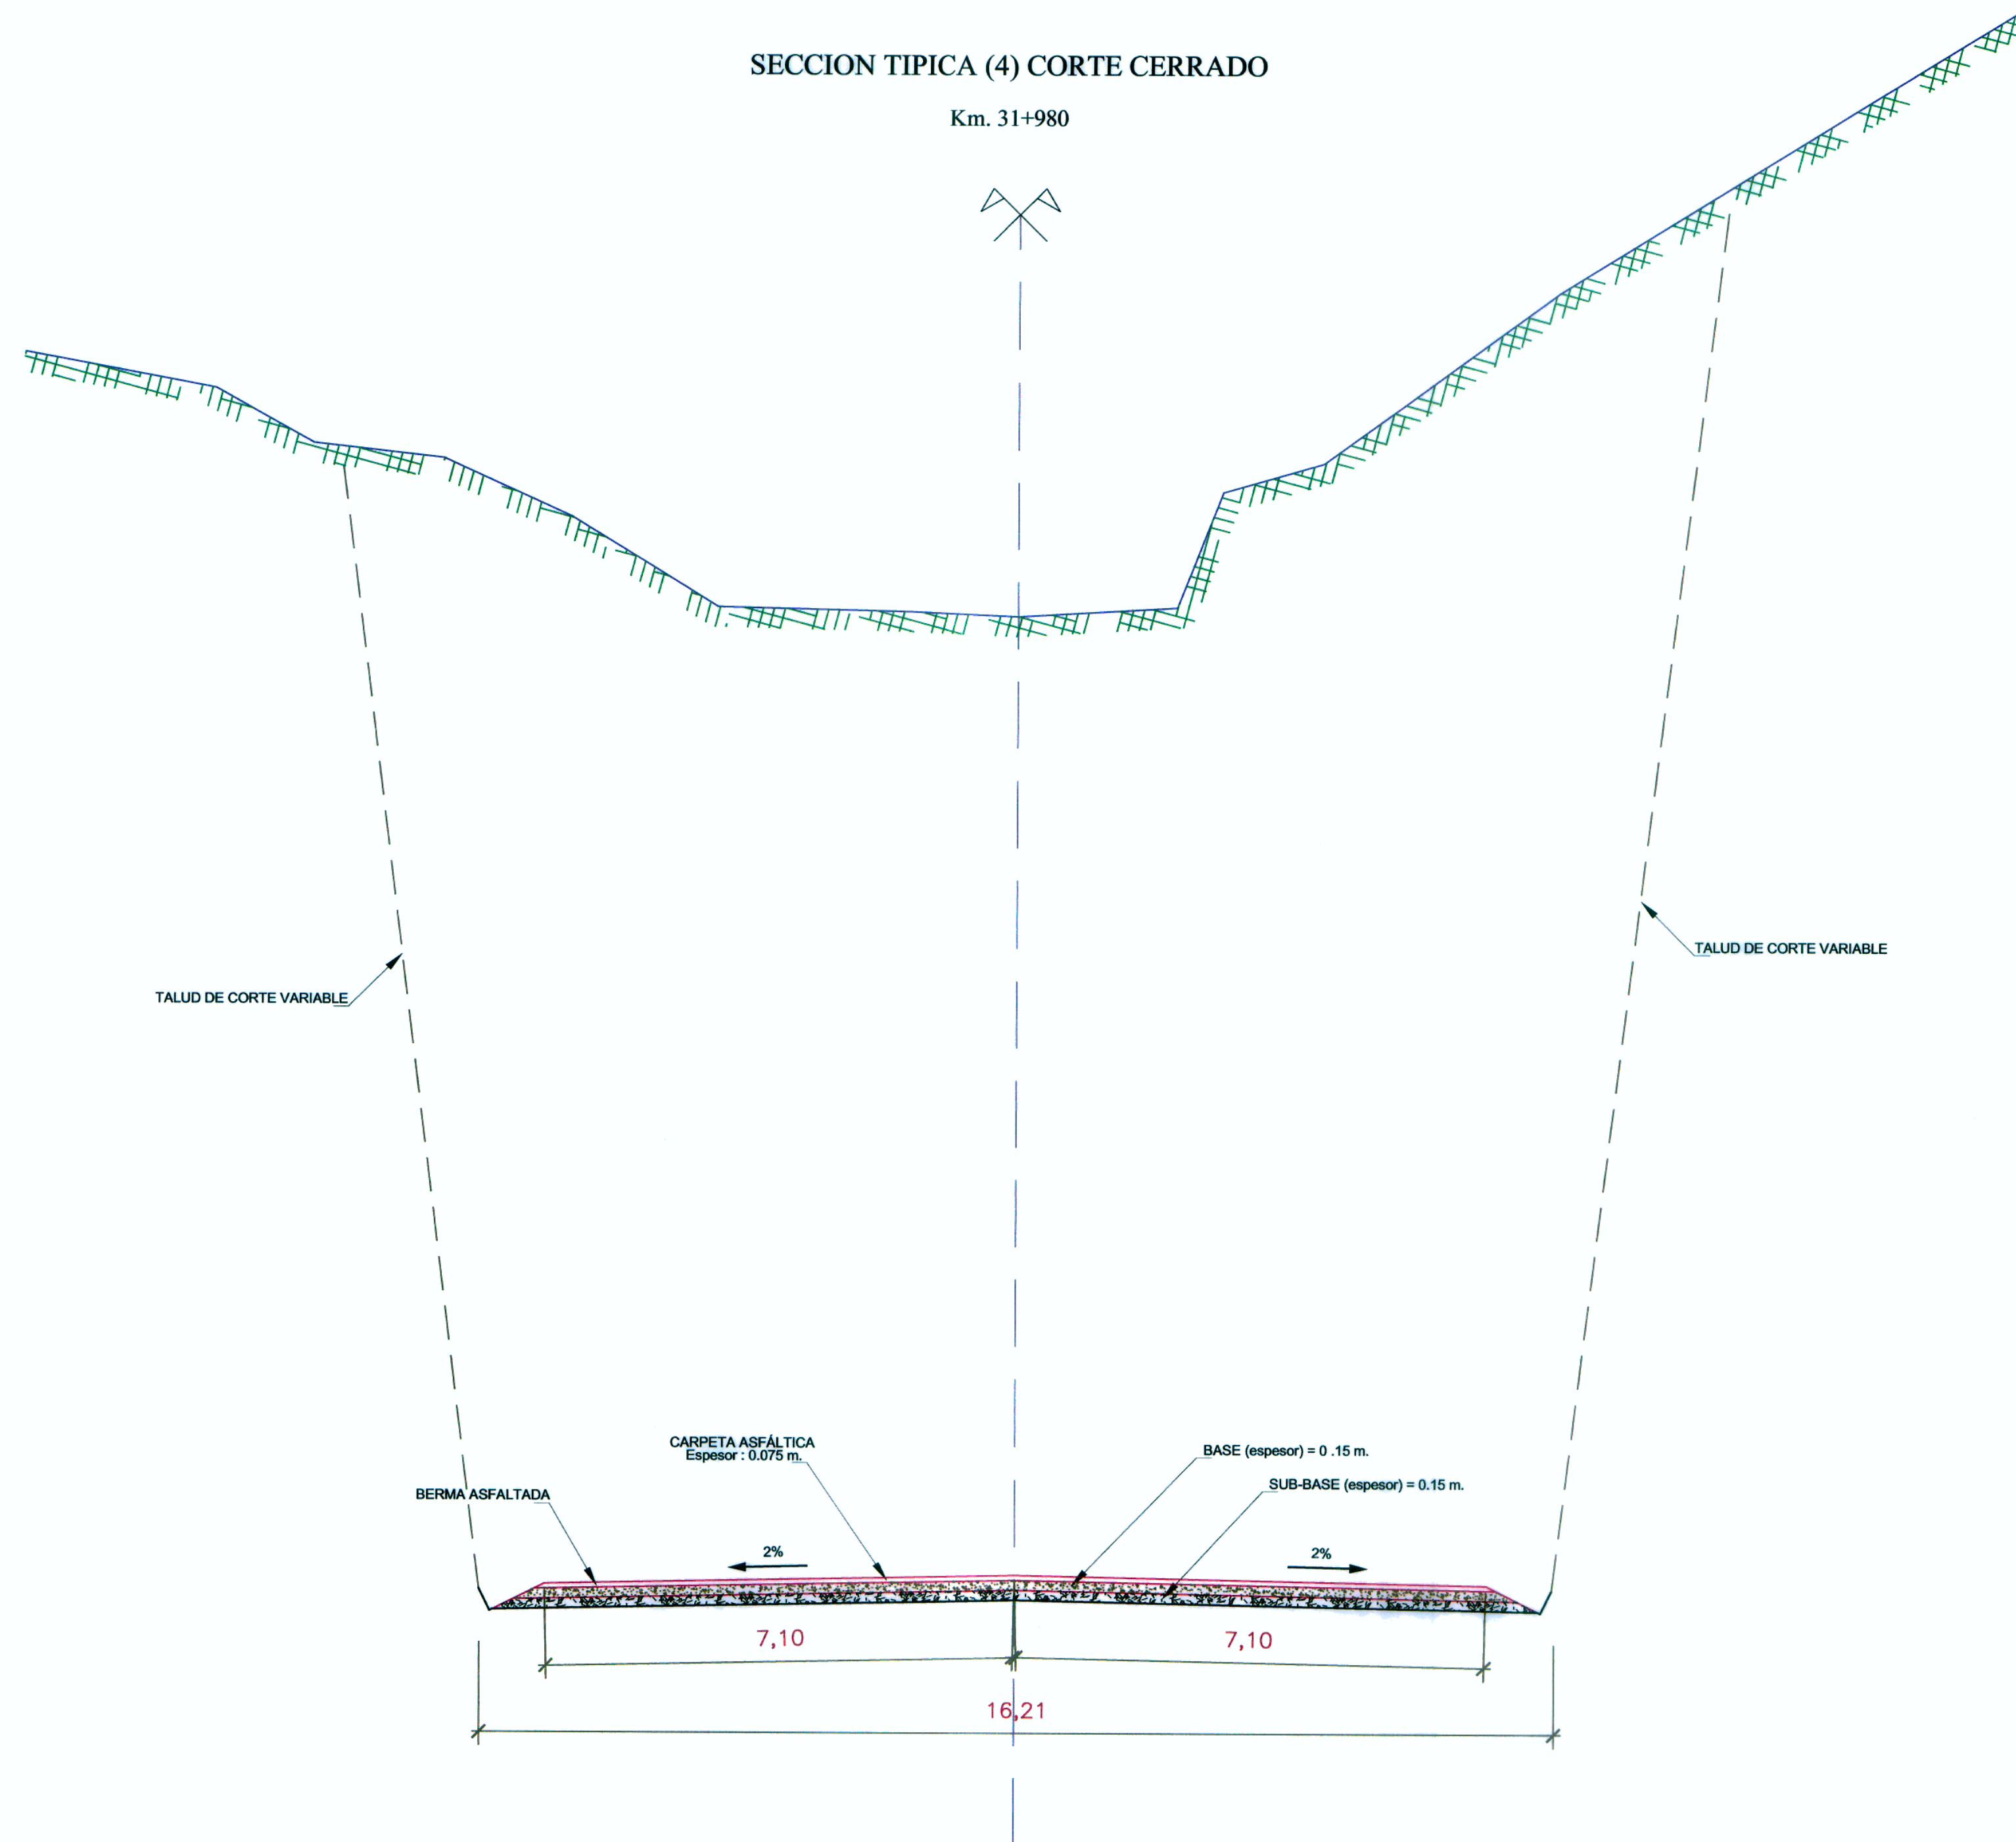 SECCION TIPICA (4) CORTE CERRADO
Km. 31+980
TALUD DE CORTE VARIABLE
TALUD DE CORTE VARIABLE
CARPETA ASFÁLTICA
Espesor : 0.075 m.
BASE (espesor) = 0 .15 m.
SUB-BASE (espesor) = 0.15 m.
BERMA ASFALTADA
2%
2%
7,10
7,10
16,21